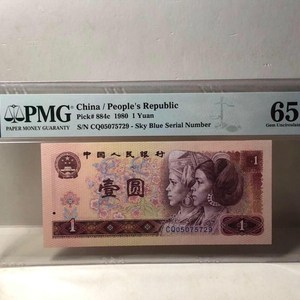 PMG
PAPER MONEY GUARANTY
China / People's Republic
Pick# 884c 1980 1 Yuan
S/N CQ05075729 - Sky Blue Serial Number
65
Gem Uncirculated
中国人民银行
1
壹圆
1
CQ05075729